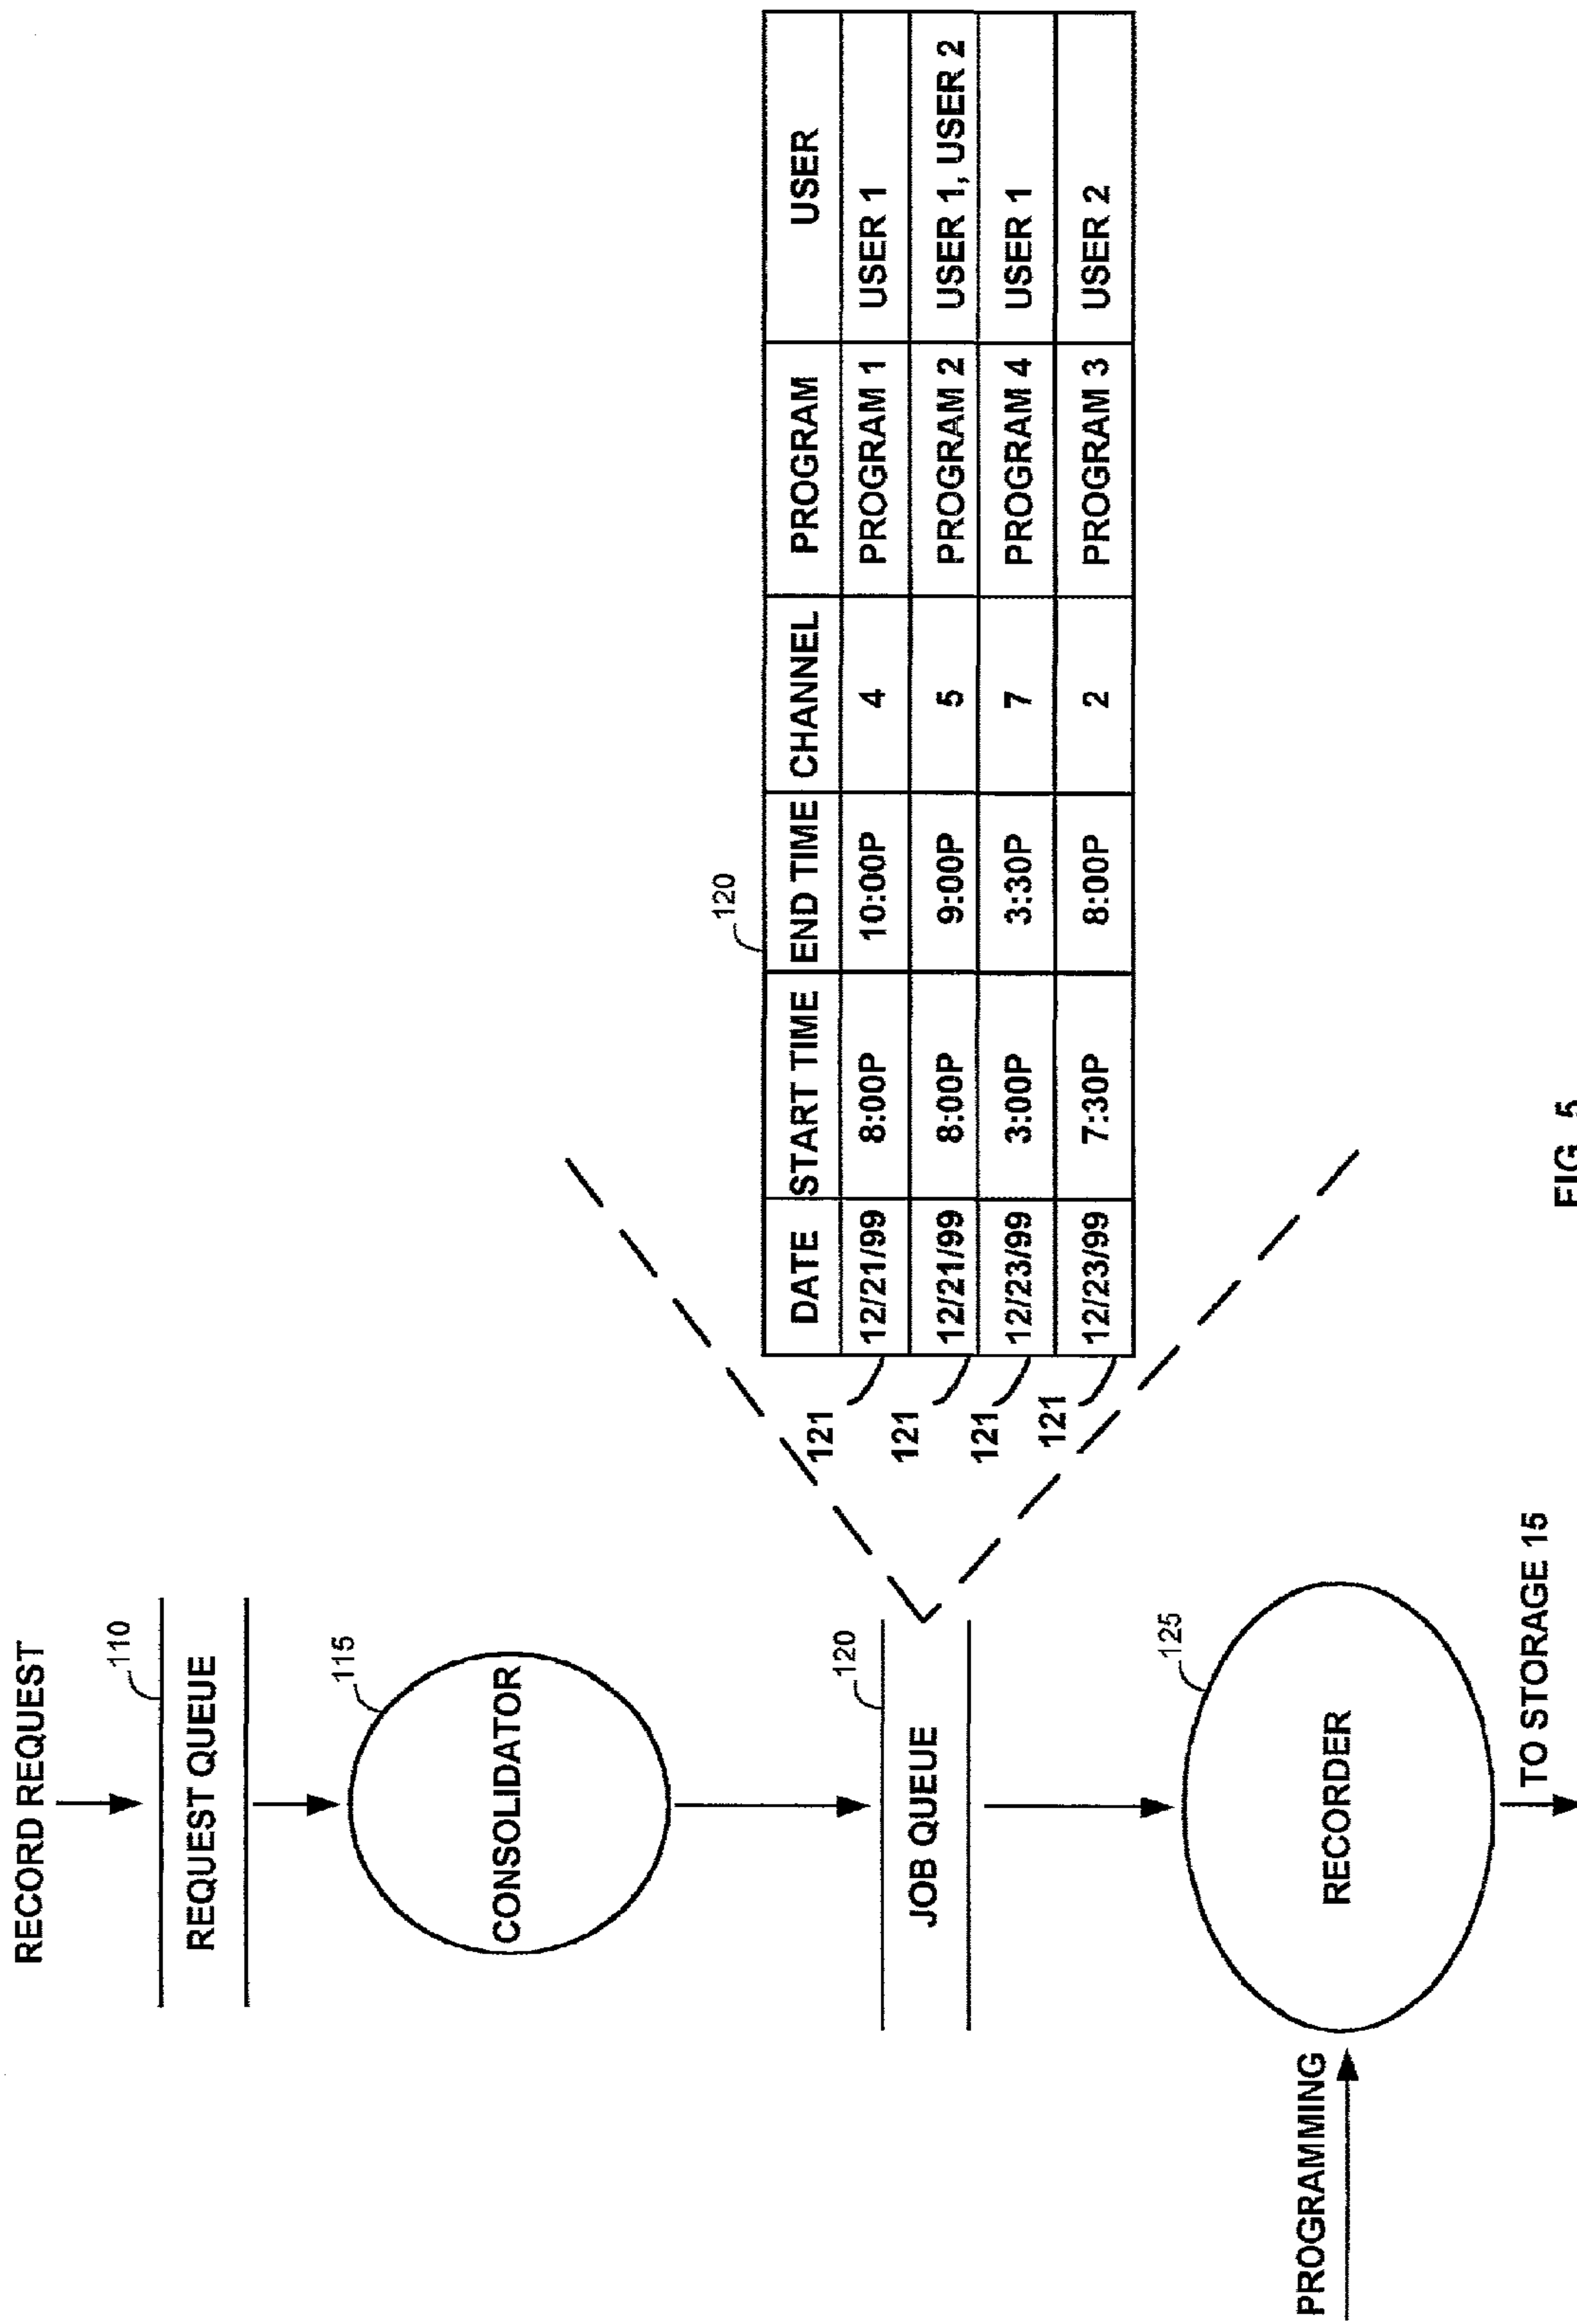 RECORD REQUEST
110
REQUEST QUEUE
115
CONSOLIDATOR
120
JOB QUEUE
125
RECORDER
PROGRAMMING
TO STORAGE 15
120
DATE START TIME END TIME CHANNEL PROGRAM USER
121 12/21/99 8:00P 10:00P 4 PROGRAM 1 USER 1
121 12/21/99 8:00P 9:00P 5 PROGRAM 2 USER 1, USER 2
121 12/23/99 3:00P 3:30P 7 PROGRAM 4 USER 1
121 12/23/99 7:30P 8:00P 2 PROGRAM 3 USER 2
FIG. 5